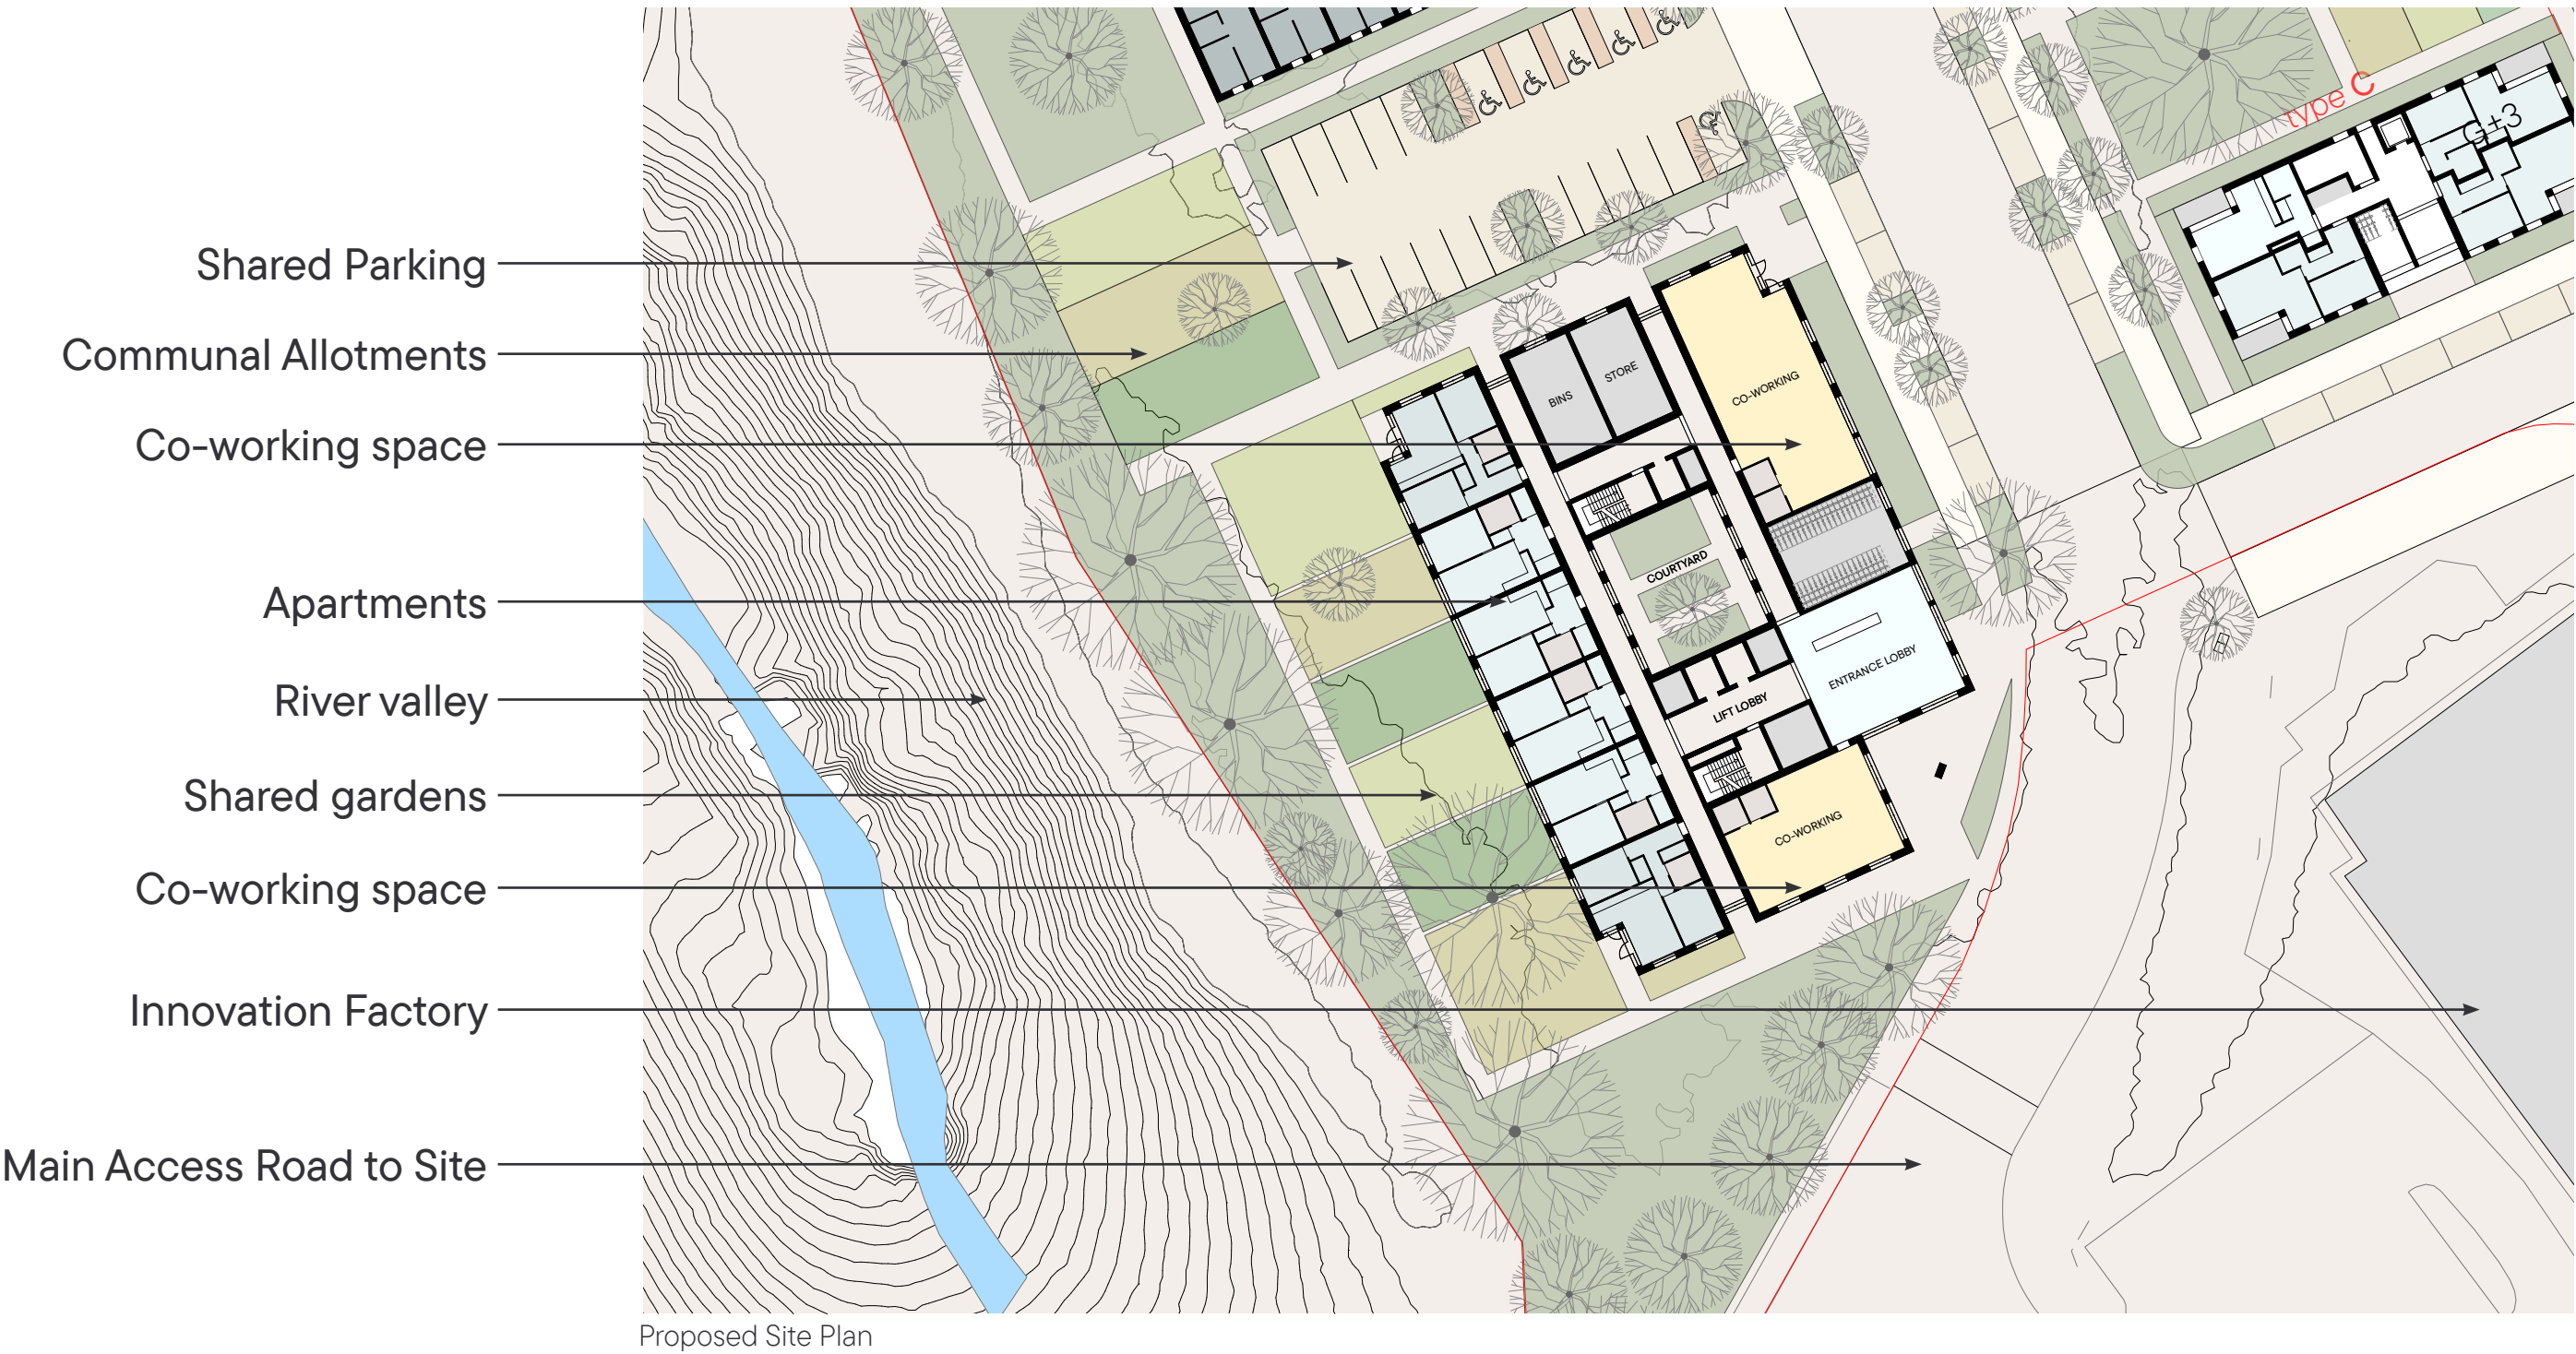 type C
G+3
Shared Parking
Communal Allotments
Co-working space
Apartments
River valley
Shared gardens
Co-working space
Innovation Factory
Main Access Road to Site
BINS
STORE
CO-WORKING
COURTYARD
ENTRANCE LOBBY
LIFT LOBBY
CO-WORKING
Proposed Site Plan